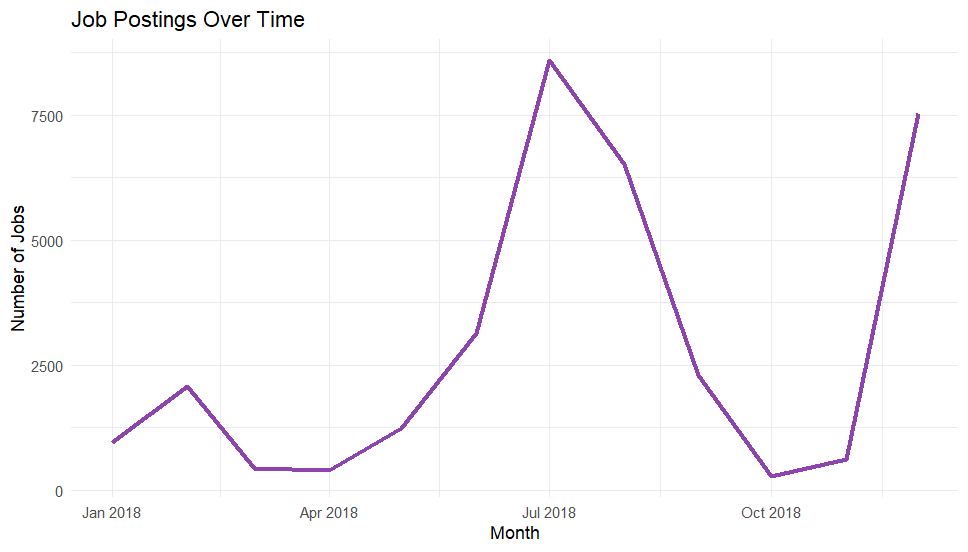 Job Postings Over Time
Number of Jobs
7500
5000
2500
0
Jan 2018
Apr 2018
Jul 2018
Oct 2018
Month